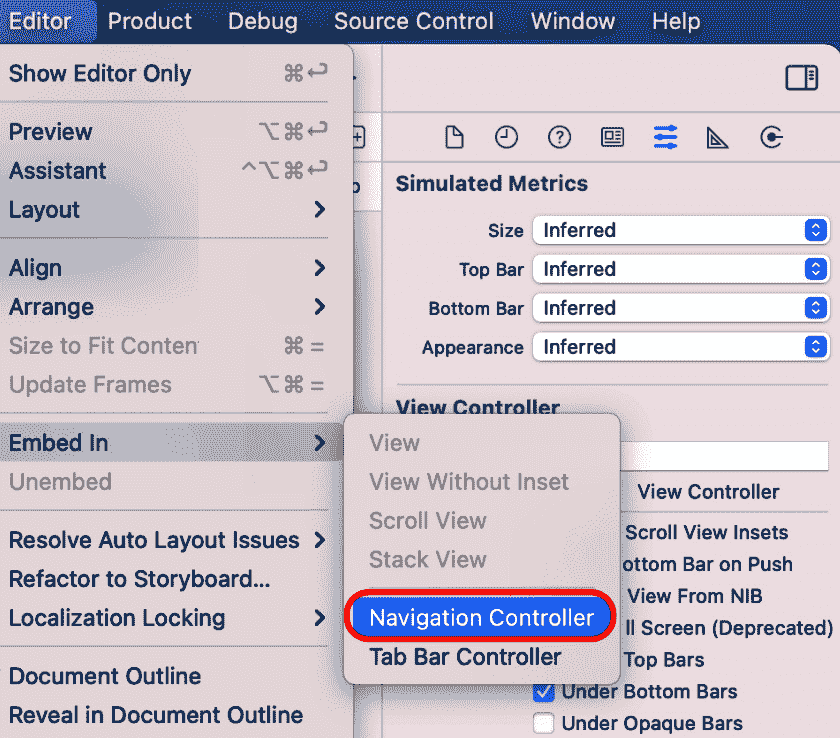 Editor Product Debug Source Control Window Help
Show Editor Only ⌘↩
Preview ⌥⌘↩
Assistant ^⌥⌘↩
Layout
Align
Arrange
Size to Fit Conten ⌘=
Update Frames ⌥⌘=
Embed In
Unembed
Resolve Auto Layout Issues
Refactor to Storyboard...
Localization Locking
Document Outline
Reveal in Document Outline
View
View Without Inset
Scroll View
Stack View
Navigation Controller
Tab Bar Controller
Simulated Metrics
Size Inferred
Top Bar Inferred
Bottom Bar Inferred
Appearance Inferred
View Controller
View Controller
Scroll View Insets
ottom Bar on Push
View From NIB
ll Screen (Deprecated)
Top Bars
Under Bottom Bars
Under Opaque Bars